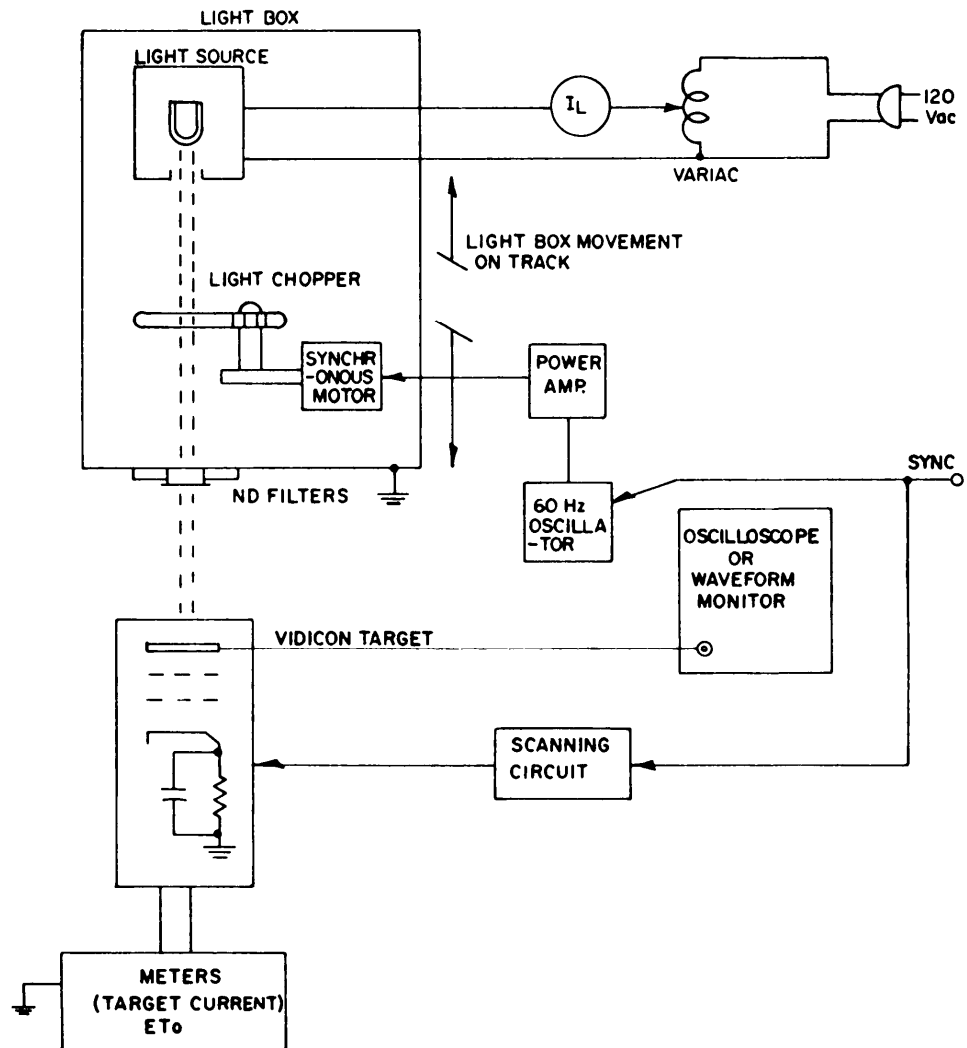 LIGHT BOX
LIGHT SOURCE
IL
120
Vac
VARIAC
LIGHT BOX MOVEMENT
ON TRACK
LIGHT CHOPPER
SYNCHR
-ONOUS
MOTOR
POWER
AMP.
SYNC
ND FILTERS
60 Hz
OSCILLA
-TOR
OSCILLOSCOPE
OR
WAVEFORM
MONITOR
VIDICON TARGET
SCANNING
CIRCUIT
METERS
(TARGET CURRENT)
ETo